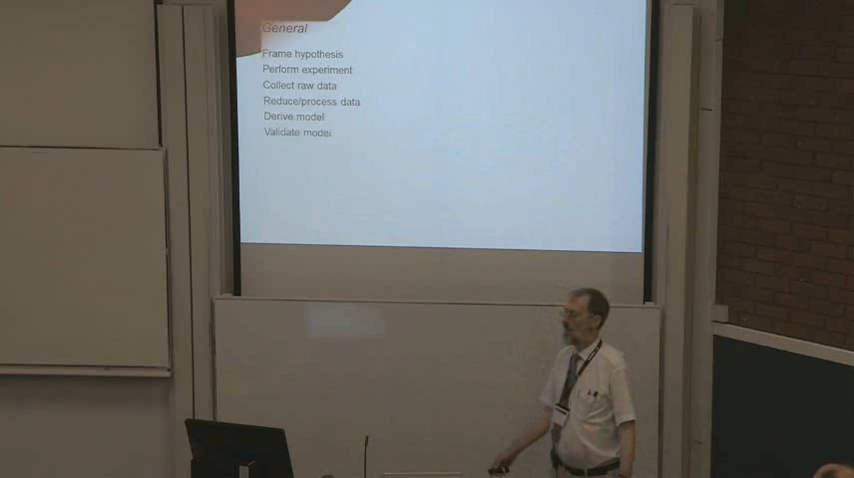 General
Frame hypothesis
Perform experiment
Collect raw data
Reduce/process data
Derive model
Validate model